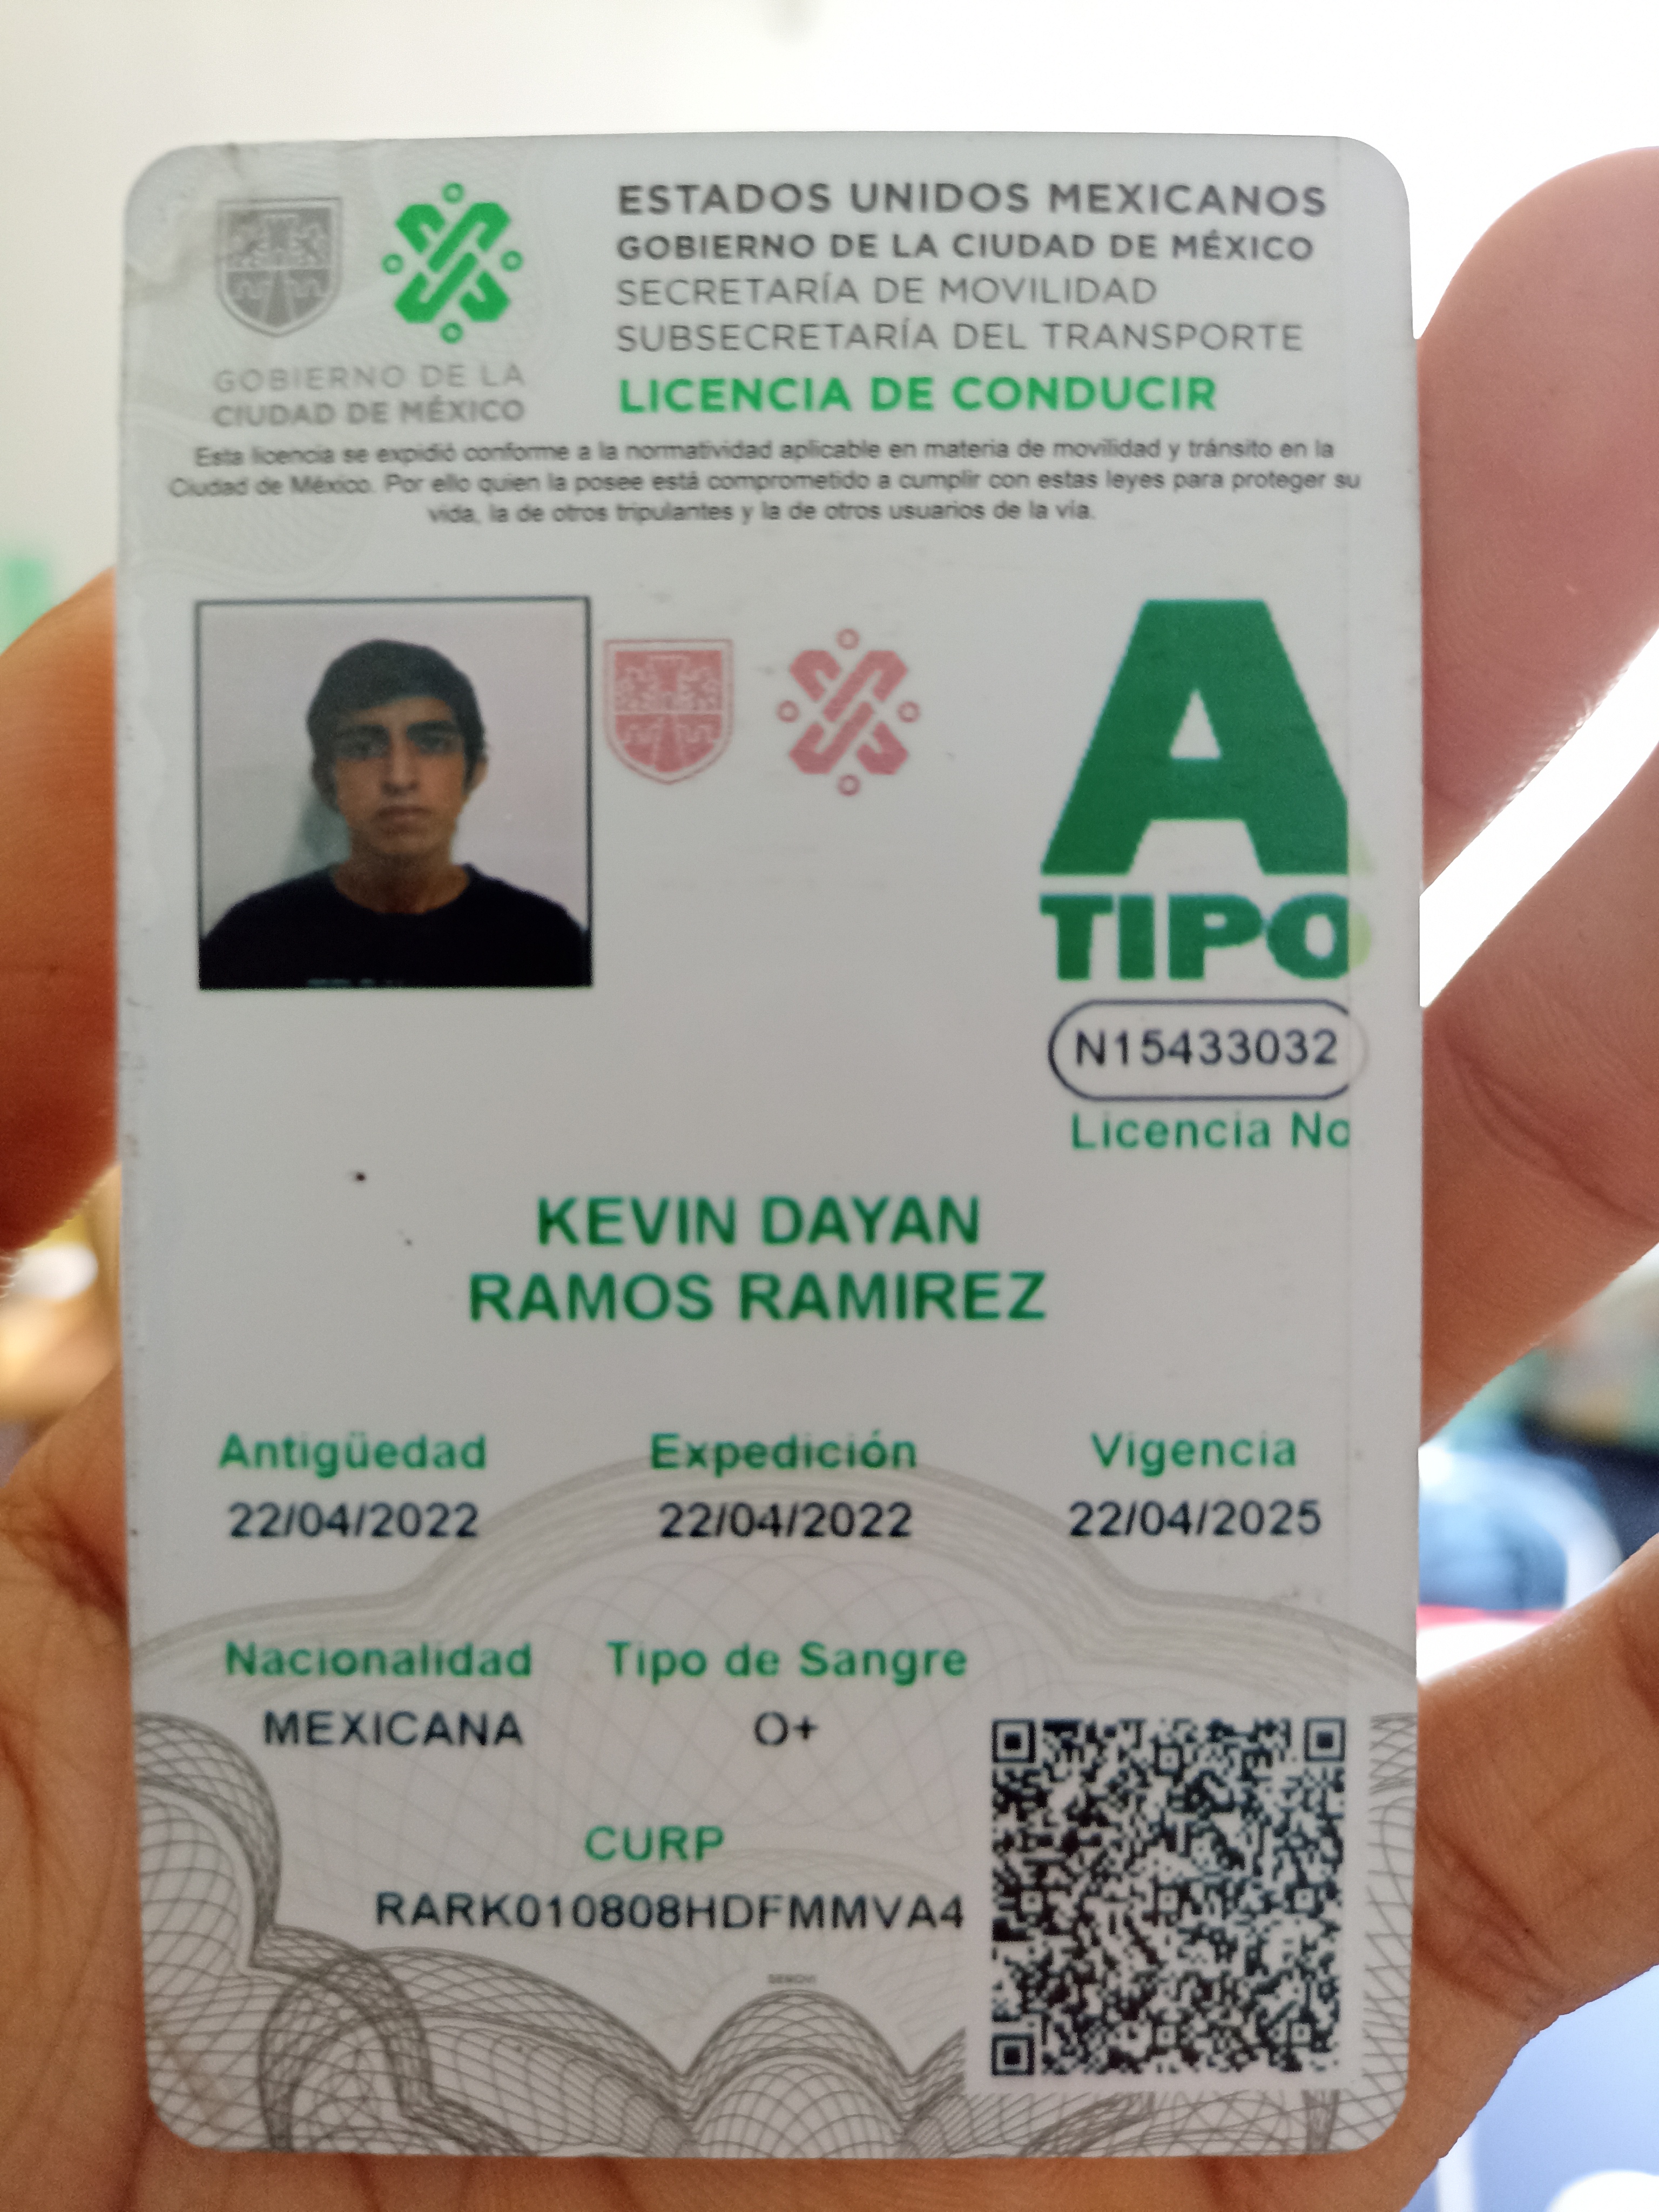 ESTADOS UNIDOS MEXICANOS
GOBIERNO DE LA CIUDAD DE MÉXICO
SECRETARÍA DE MOVILIDAD
SUBSECRETARÍA DEL TRANSPORTE
LICENCIA DE CONDUCIR
GOBIERNO DE LA
CIUDAD DE MÉXICO
Esta licencia se expidió conforme a la normatividad aplicable en materia de movilidad y tránsito en la
Ciudad de México. Por ello quien la posee está comprometido a cumplir con estas leyes para proteger su
vida, la de otros tripulantes y la de otros usuarios de la vía.
A
TIPO
N15433032
Licencia No
KEVIN DAYAN
RAMOS RAMIREZ
Antigüedad Expedición Vigencia
22/04/2022 22/04/2022 22/04/2025
Nacionalidad Tipo de Sangre
MEXICANA O+
CURP
RARK010808HDFMMVA4